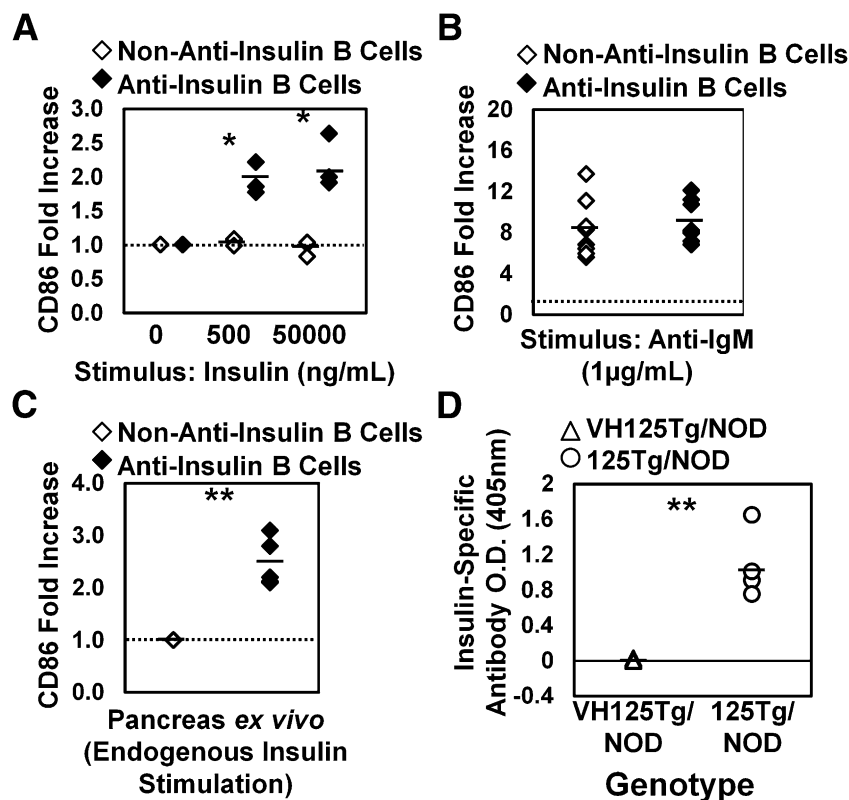 A
Non-Anti-Insulin B Cells
Anti-Insulin B Cells
CD86 Fold Increase
3.0
2.5
2.0
1.5
1.0
0.5
0.0
* *
0 500 50000
Stimulus: Insulin (ng/mL)
B
Non-Anti-Insulin B Cells
Anti-Insulin B Cells
CD86 Fold Increase
20
16
12
8
4
0
Stimulus: Anti-IgM
(1µg/mL)
C
Non-Anti-Insulin B Cells
Anti-Insulin B Cells
CD86 Fold Increase
4.0
3.0
2.0
1.0
0.0
**
Pancreas ex vivo
(Endogenous Insulin
Stimulation)
D
VH125Tg/NOD
125Tg/NOD
Insulin-Specific
Antibody O.D. (405nm)
2
1.6
1.2
0.8
0.4
0
-0.4
**
VH125Tg/ 125Tg/
NOD NOD
Genotype